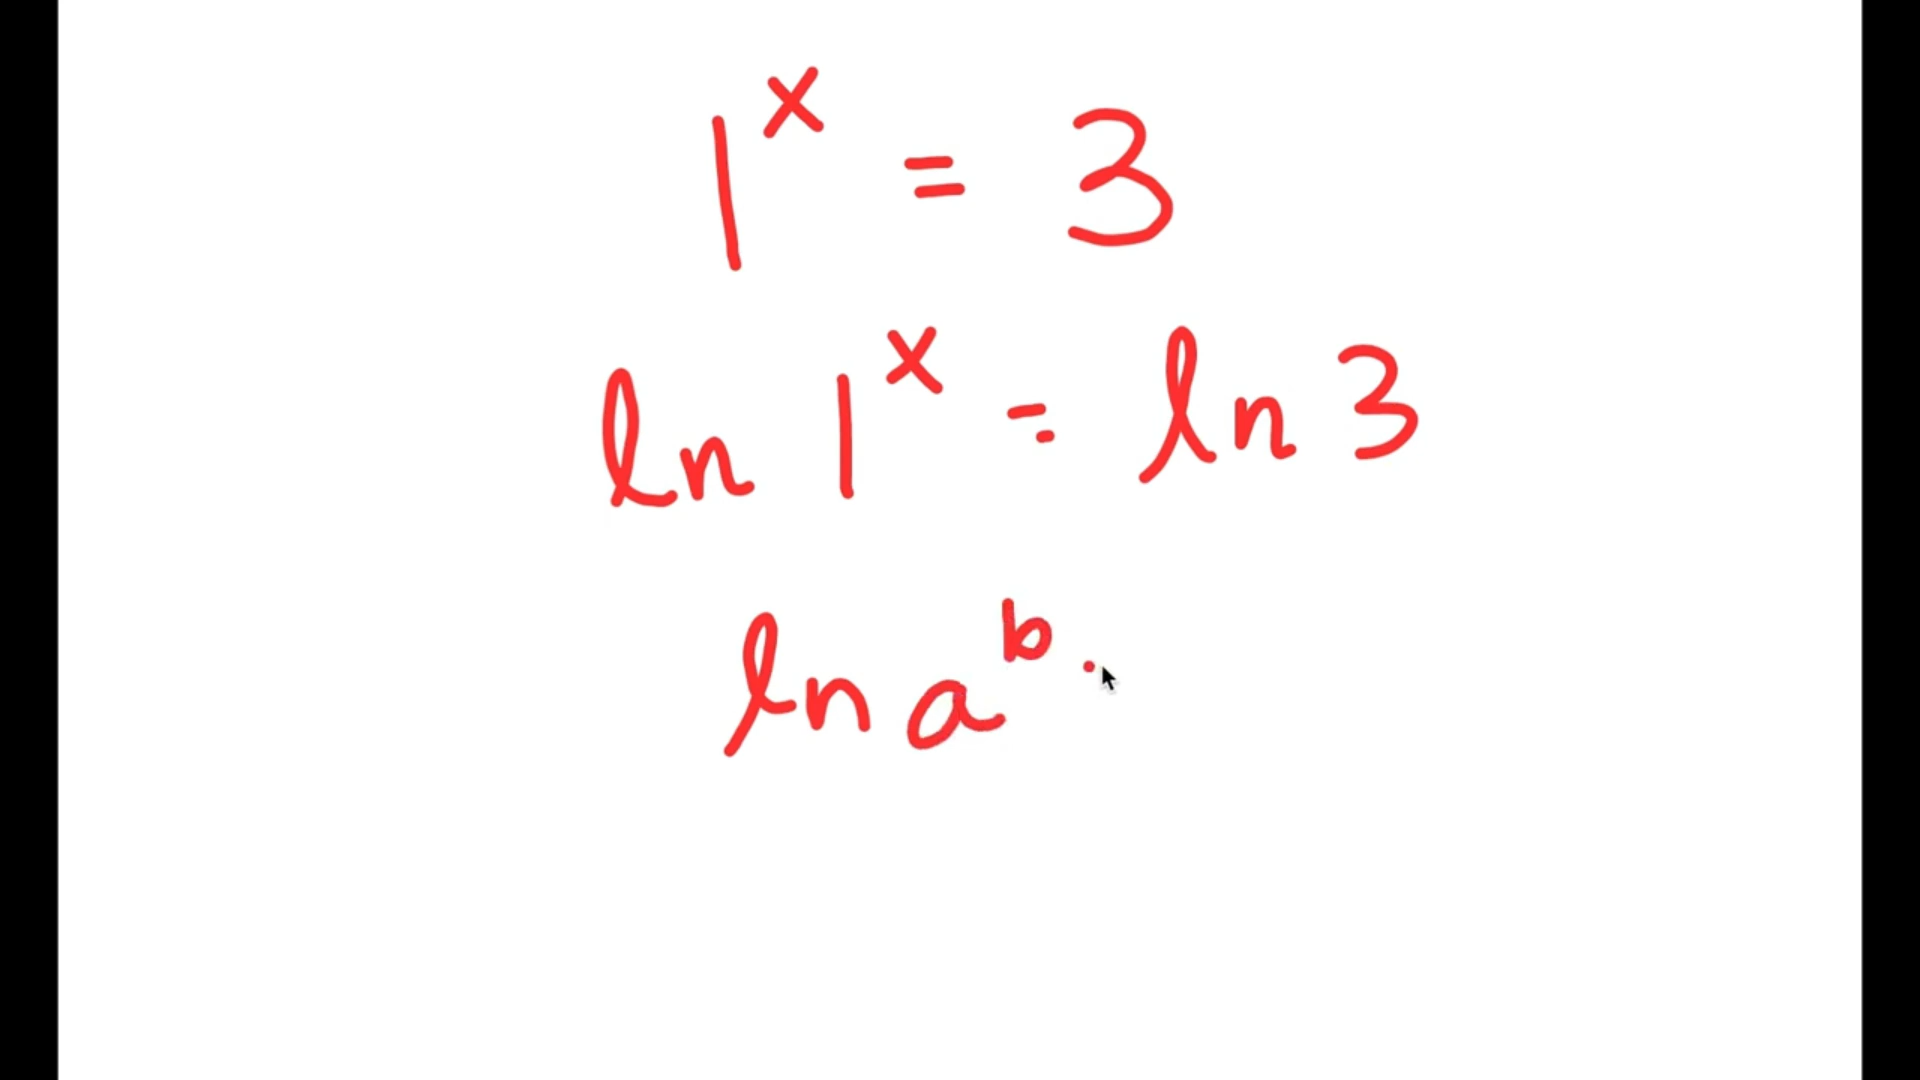 1^x = 3
ln 1^x = ln 3
ln a^b